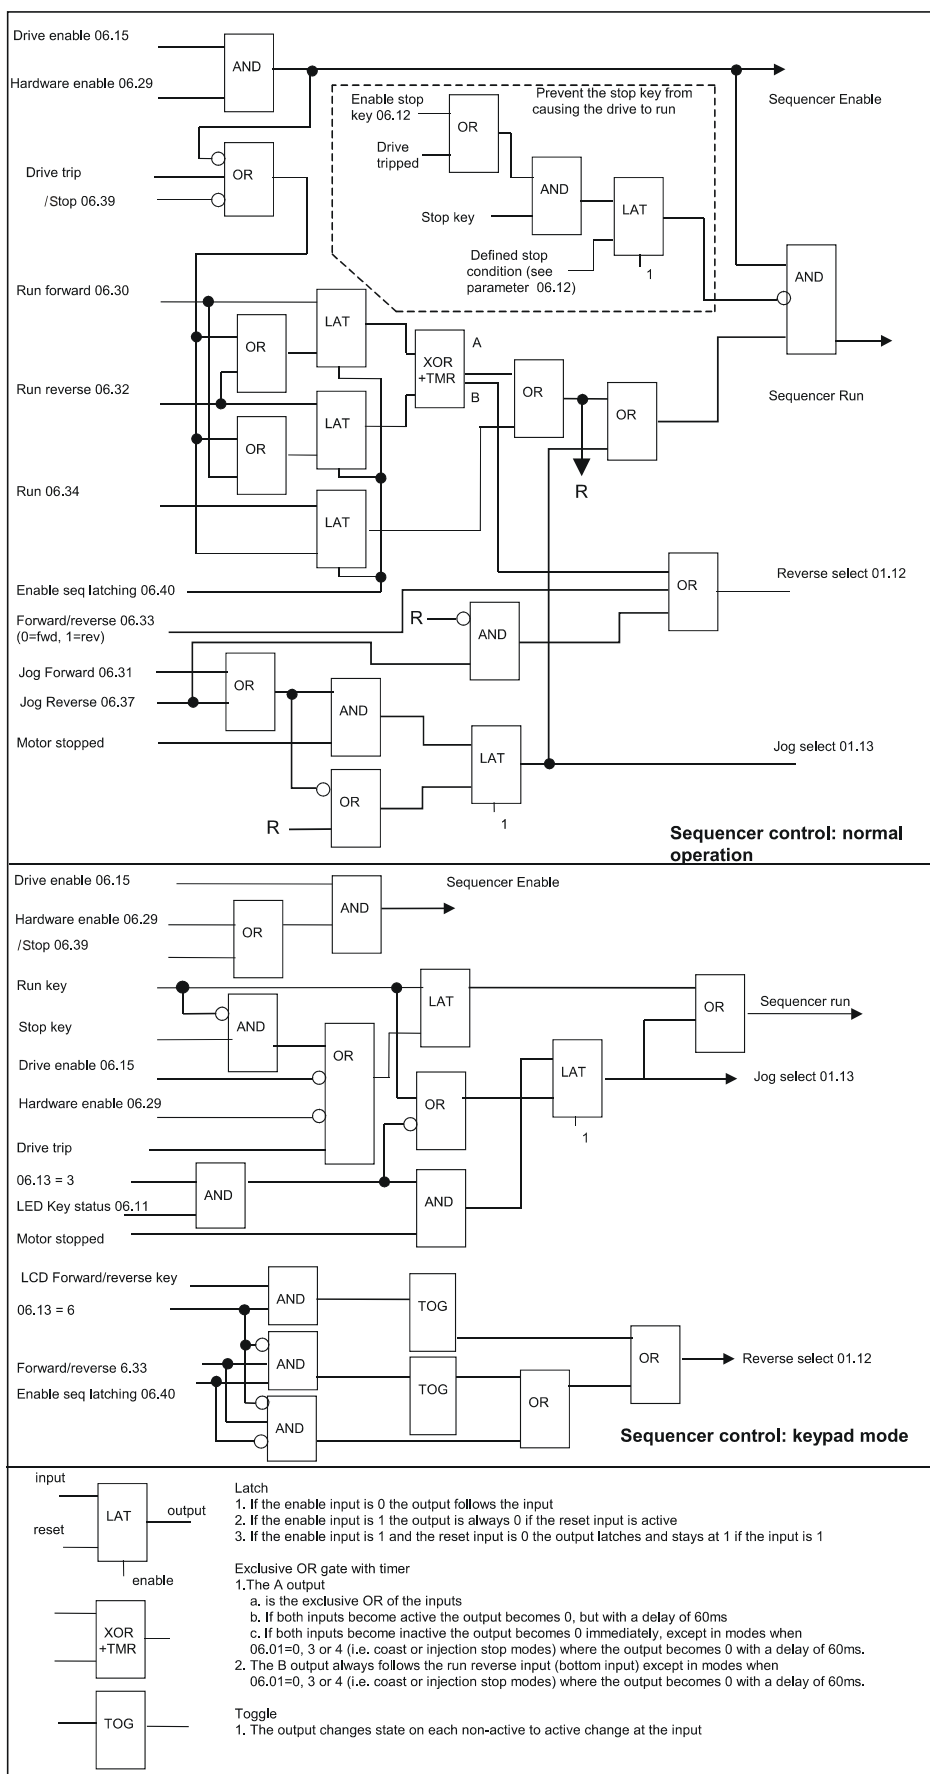 Drive enable 06.15
AND
Hardware enable 06.29
Sequencer Enable
Enable stop
key 06.12
Prevent the stop key from
causing the drive to run
OR
Drive
tripped
Drive trip
OR
/Stop 06.39
AND
LAT
Stop key
Defined stop
condition (see
parameter 06.12)
1
AND
Run forward 06.30
LAT
OR
XOR
+TMR
A
B
Run reverse 06.32
LAT
OR
OR
OR
Sequencer Run
R
Run 06.34
LAT
Enable seq latching 06.40
OR
Reverse select 01.12
Forward/reverse 06.33
(0=fwd, 1=rev)
R
AND
Jog Forward 06.31
OR
Jog Reverse 06.37
AND
Motor stopped
LAT
Jog select 01.13
OR
R
1
Sequencer control: normal
operation
Drive enable 06.15
Sequencer Enable
AND
Hardware enable 06.29
OR
/Stop 06.39
Run key
LAT
OR
Sequencer run
Stop key
AND
OR
Drive enable 06.15
LAT
Jog select 01.13
Hardware enable 06.29
OR
1
Drive trip
06.13 = 3
AND
AND
LED Key status 06.11
Motor stopped
LCD Forward/reverse key
AND
TOG
06.13 = 6
OR
Reverse select 01.12
Forward/reverse 6.33
AND
TOG
Enable seq latching 06.40
OR
AND
Sequencer control: keypad mode
input
LAT
output
reset
enable
Latch
1. If the enable input is 0 the output follows the input
2. If the enable input is 1 the output is always 0 if the reset input is active
3. If the enable input is 1 and the reset input is 0 the output latches and stays at 1 if the input is 1
XOR
+TMR
Exclusive OR gate with timer
1.The A output
a. is the exclusive OR of the inputs
b. If both inputs become active the output becomes 0, but with a delay of 60ms
c. If both inputs become inactive the output becomes 0 immediately, except in modes when
06.01=0, 3 or 4 (i.e. coast or injection stop modes) where the output becomes 0 with a delay of 60ms.
2. The B output always follows the run reverse input (bottom input) except in modes when
06.01=0, 3 or 4 (i.e. coast or injection stop modes) where the output becomes 0 with a delay of 60ms.
TOG
Toggle
1. The output changes state on each non-active to active change at the input